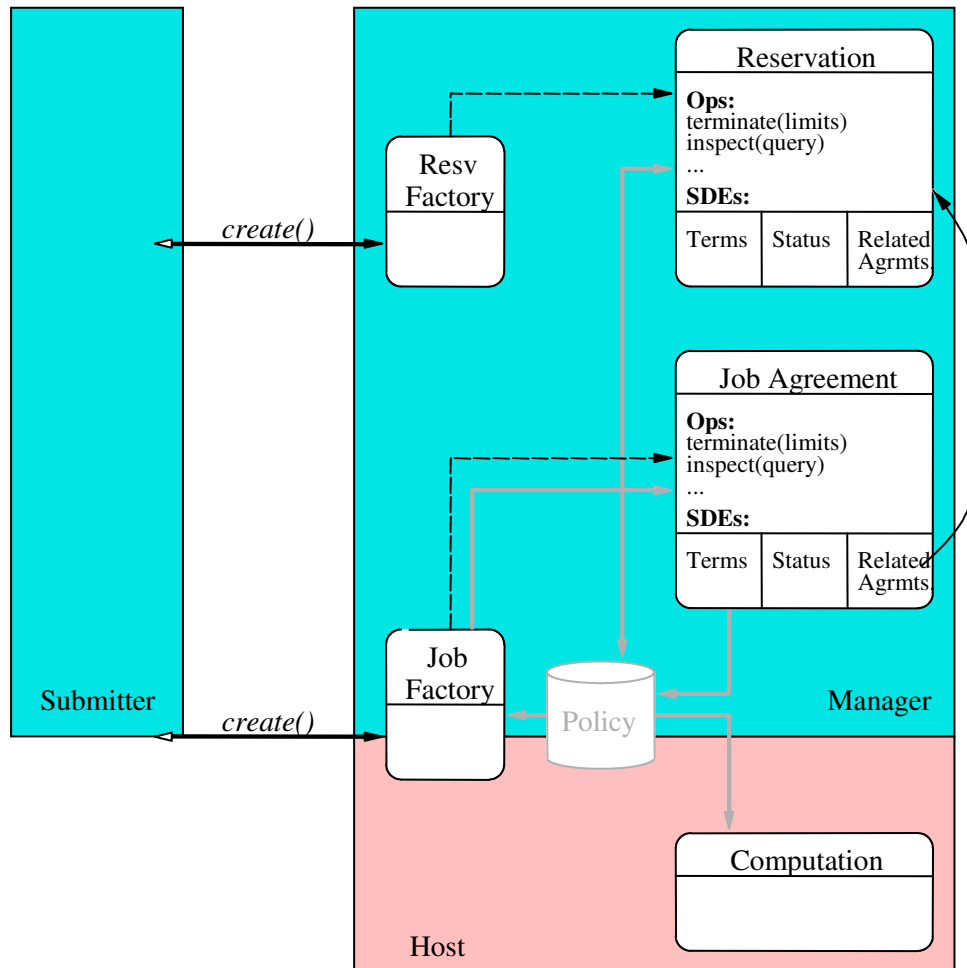 Reservation
Ops:
terminate(limits)
inspect(query)
...
SDEs:
Terms
Status
Related
Agrmts.
Resv
Factory
create()
Job Agreement
Ops:
terminate(limits)
inspect(query)
...
SDEs:
Terms
Status
Related
Agrmts.
Job
Factory
create()
Submitter
Policy
Manager
Computation
Host